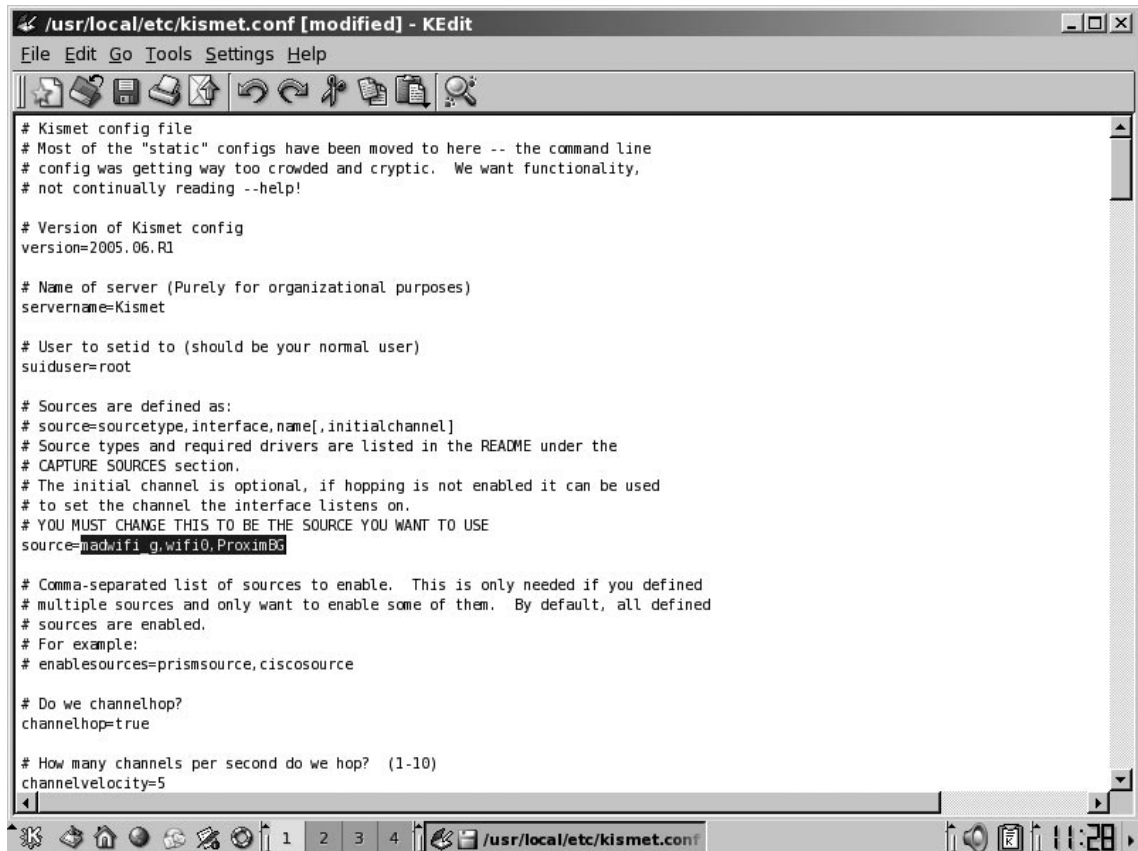 /usr/local/etc/kismet.conf [modified] - KEdit
File Edit Go Tools Settings Help
# Kismet config file
# Most of the "static" configs have been moved to here -- the command line
# config was getting way too crowded and cryptic.  We want functionality,
# not continually reading --help!
# Version of Kismet config
version=2005.06.R1
# Name of server (Purely for organizational purposes)
servername=Kismet
# User to setid to (should be your normal user)
suiduser=root
# Sources are defined as:
# source=sourcetype,interface,name[,initialchannel]
# Source types and required drivers are listed in the README under the
# CAPTURE SOURCES section.
# The initial channel is optional, if hopping is not enabled it can be used
# to set the channel the interface listens on.
# YOU MUST CHANGE THIS TO BE THE SOURCE YOU WANT TO USE
source=madwifi_g,wifi0,ProximBG
# Comma-separated list of sources to enable.  This is only needed if you defined
# multiple sources and only want to enable some of them.  By default, all defined
# sources are enabled.
# For example:
# enablesources=prismsource,ciscosource
# Do we channelhop?
channelhop=true
# How many channels per second do we hop?  (1-10)
channelvelocity=5
1 2 3 4 /usr/local/etc/kismet.conf 11:28